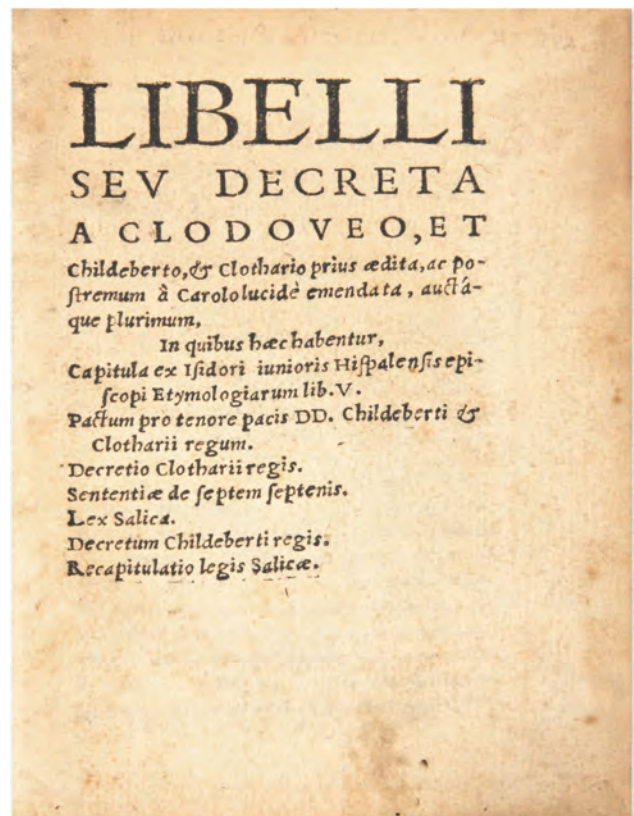 LIBELLI
SEV DECRETA
A CLODOVEO, ET
Childeberto, & Clothario prius ædita, ac po-
ſtremum à Carolo lucidè emendata, auctá-
que plurimum,
In quibus hæc habentur,
Capitula ex Iſidori iunioris Hiſpalenſis epi-
ſcopi Etymologiarum lib. V.
Pactum pro tenore pacis DD. Childeberti &
Clotharii regum.
Decretio Clotharii regis.
Sententiæ de ſeptem ſeptenis.
Lex Salica.
Decretum Childeberti regis.
Recapitulatio legis Salicæ.